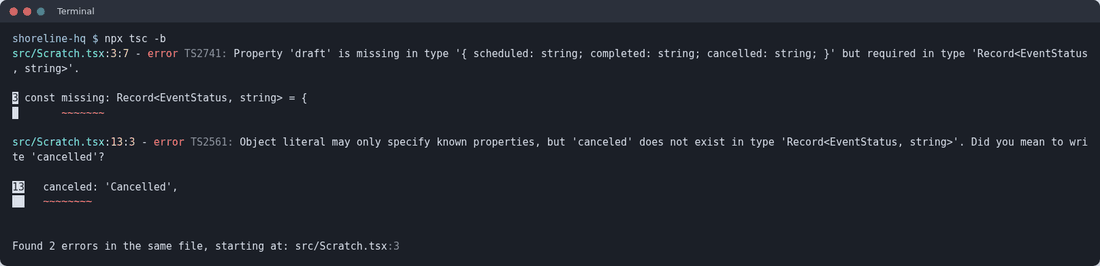 Terminal
shoreline-hq $ npx tsc -b
src/Scratch.tsx:3:7 - error TS2741: Property 'draft' is missing in type '{ scheduled: string; completed: string; cancelled: string; }' but required in type 'Record<EventStatus
, string>'.
3 const missing: Record<EventStatus, string> = {
~~~~~~~
src/Scratch.tsx:13:3 - error TS2561: Object literal may only specify known properties, but 'canceled' does not exist in type 'Record<EventStatus, string>'. Did you mean to wri
te 'cancelled'?
13   canceled: 'Cancelled',
~~~~~~~~
Found 2 errors in the same file, starting at: src/Scratch.tsx:3